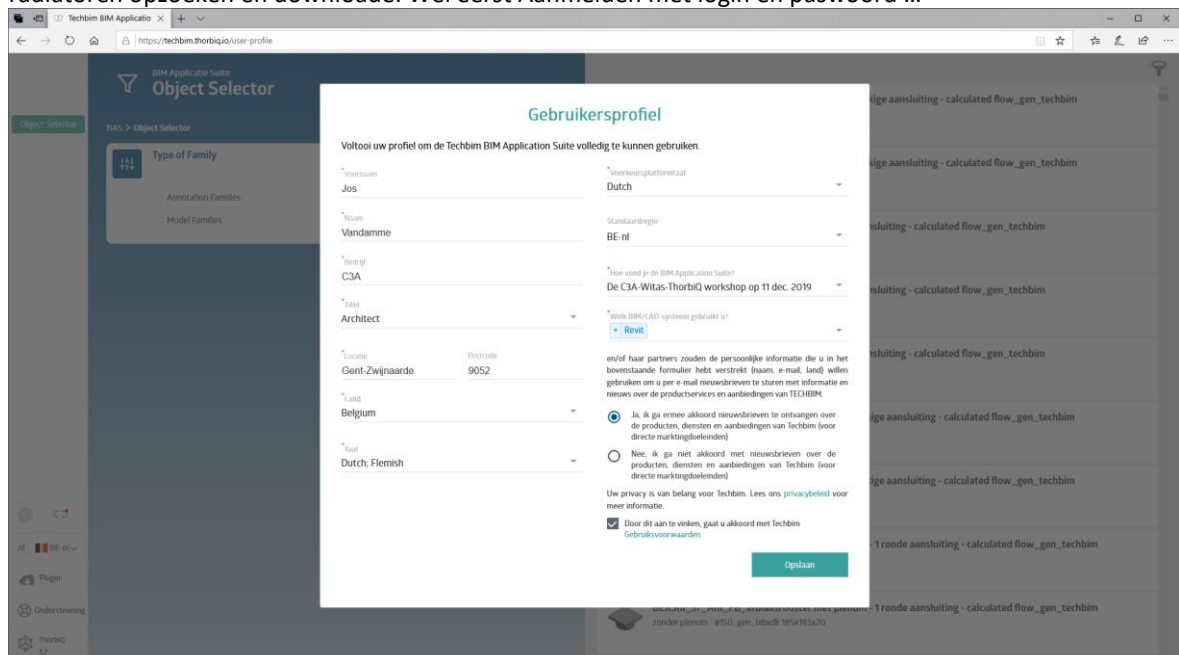 radiatoren opzoeken en downloade. Wel eerst Aanmelden met login en paswoord ...
Techbim BIM Applicatio
https://techbim.thorbiq.io/user-profile
BIM Applicatie Suite
Object Selector
Object Selector
BAS > Object Selector
Type of Family
Annotation Families
Model Families
Gebruikersprofiel
Voltooi uw profiel om de Techbim BIM Application Suite volledig te kunnen gebruiken.
*Voornaam
Jos
*Naam
Vandamme
*Bedrijf
C3A
*Titel
Architect
*Locatie
Gent-Zwijnaarde
Postcode
9052
*Land
Belgium
*Taal
Dutch; Flemish
*Voorkeursplatformtaal
Dutch
Standaardregio
BE-nl
*Hoe vond je de BIM Application Suite?
De C3A-Witas-ThorbiQ workshop op 11 dec. 2019
*Welk BIM/CAD-systeem gebruikt u?
× Revit
en/of haar partners zouden de persoonlijke informatie die u in het
bovenstaande formulier hebt verstrekt (naam, e-mail, land) willen
gebruiken om u per e-mail nieuwsbrieven te sturen met informatie en
nieuws over de productservices en aanbiedingen van TECHBIM.
Ja, ik ga ermee akkoord nieuwsbrieven te ontvangen over
de producten, diensten en aanbiedingen van Techbim (voor
directe marktingdoeleinden)
Nee, ik ga niet akkoord met nieuwsbrieven over de
producten, diensten en aanbiedingen van Techbim (voor
directe marktingdoeleinden)
Uw privacy is van belang voor Techbim. Lees ons privacybeleid voor
meer informatie.
Door dit aan te vinken, gaat u akkoord met Techbim
Gebruiksvoorwaarden
Opslaan
aansluiting - calculated flow_gen_techbim
aansluiting - calculated flow_gen_techbim
- calculated flow_gen_techbim
- calculated flow_gen_techbim
- calculated flow_gen_techbim
aansluiting - calculated flow_gen_techbim
aansluiting - calculated flow_gen_techbim
- 1 ronde aansluiting - calculated flow_gen_techbim
plenum - 1 ronde aansluiting - calculated flow_gen_techbim
zonder plenum - ø150_gen_bdxdk 185x185x20
nl
BE-nl
Plugin
Ondersteuning
ThorbiQ